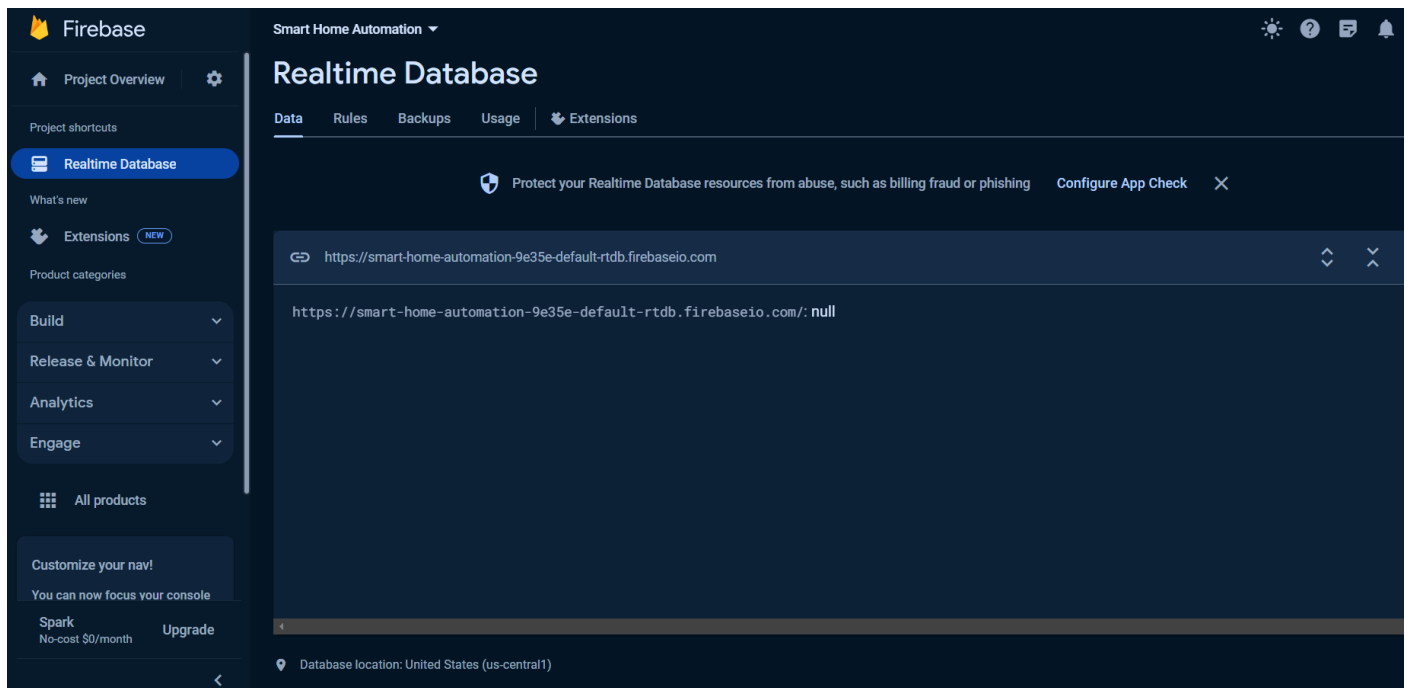 Firebase
Smart Home Automation
Project Overview
Realtime Database
Data Rules Backups Usage Extensions
Project shortcuts
Realtime Database
What's new
Extensions NEW
Product categories
Build
Release & Monitor
Analytics
Engage
All products
Customize your nav!
You can now focus your console
Spark
No-cost $0/month
Upgrade
Protect your Realtime Database resources from abuse, such as billing fraud or phishing Configure App Check
https://smart-home-automation-9e35e-default-rtdb.firebaseio.com
https://smart-home-automation-9e35e-default-rtdb.firebaseio.com/: null
Database location: United States (us-central1)